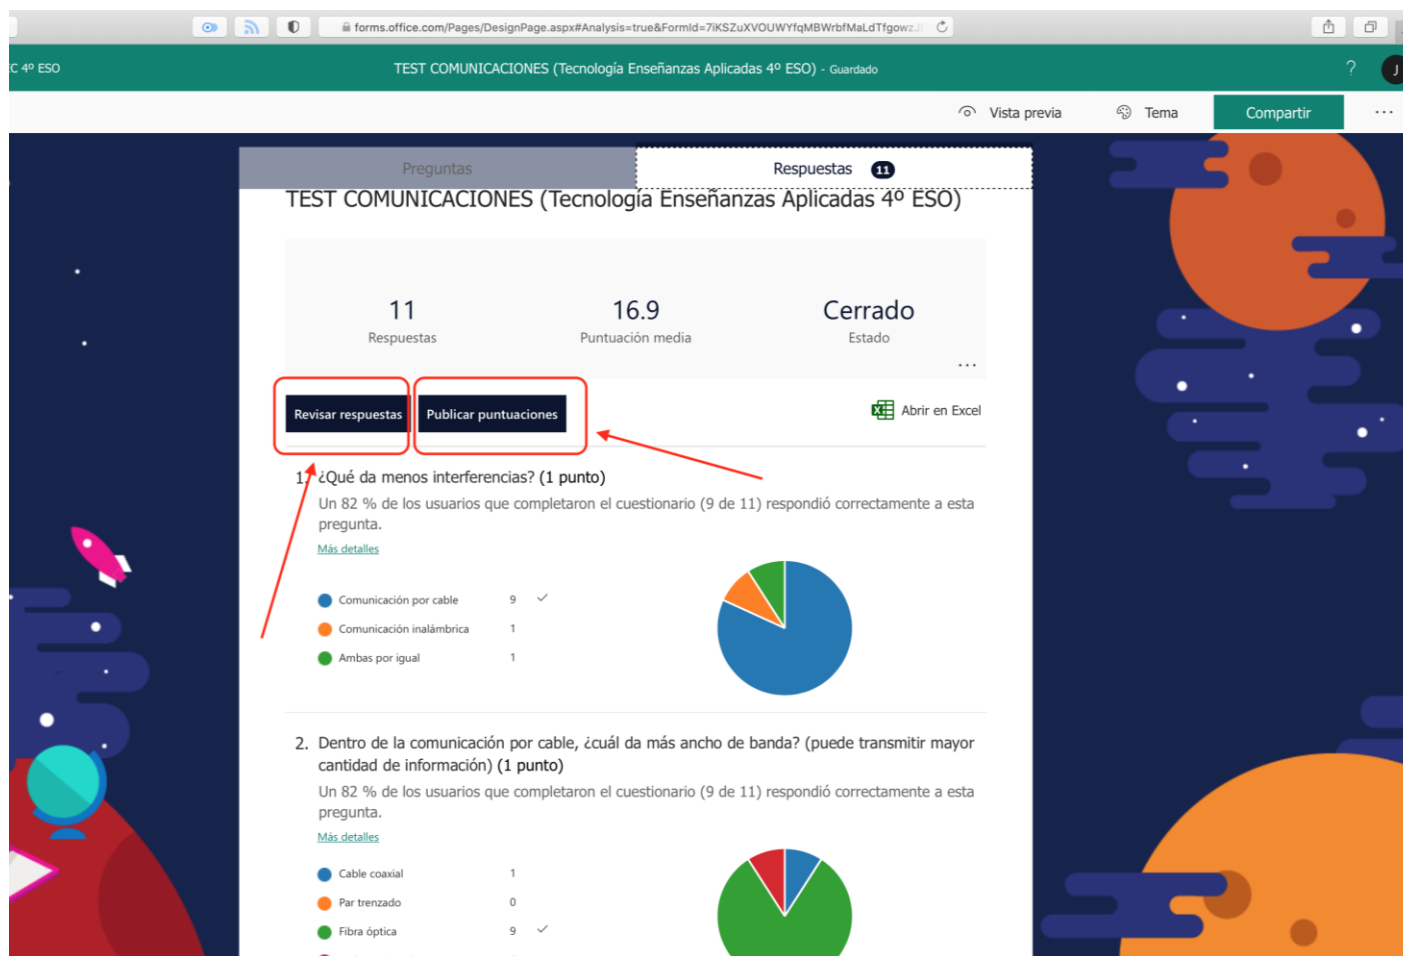 forms.office.com/Pages/DesignPage.aspx#Analysis=true&FormId=7iKSZuXVOUWYfqMBWrbfMaLdTfgowzJ
C 4º ESO
TEST COMUNICACIONES (Tecnología Enseñanzas Aplicadas 4º ESO) - Guardado
?
J
Vista previa
Tema
Compartir
...
Preguntas
Respuestas 11
TEST COMUNICACIONES (Tecnología Enseñanzas Aplicadas 4º ESO)
11
16.9
Cerrado
Respuestas
Puntuación media
Estado
...
Revisar respuestas
Publicar puntuaciones
Abrir en Excel
1. ¿Qué da menos interferencias? (1 punto)
Un 82 % de los usuarios que completaron el cuestionario (9 de 11) respondió correctamente a esta
pregunta.
Más detalles
Comunicación por cable 9
Comunicación inalámbrica 1
Ambas por igual 1
2. Dentro de la comunicación por cable, ¿cuál da más ancho de banda? (puede transmitir mayor
cantidad de información) (1 punto)
Un 82 % de los usuarios que completaron el cuestionario (9 de 11) respondió correctamente a esta
pregunta.
Más detalles
Cable coaxial 1
Par trenzado 0
Fibra óptica 9